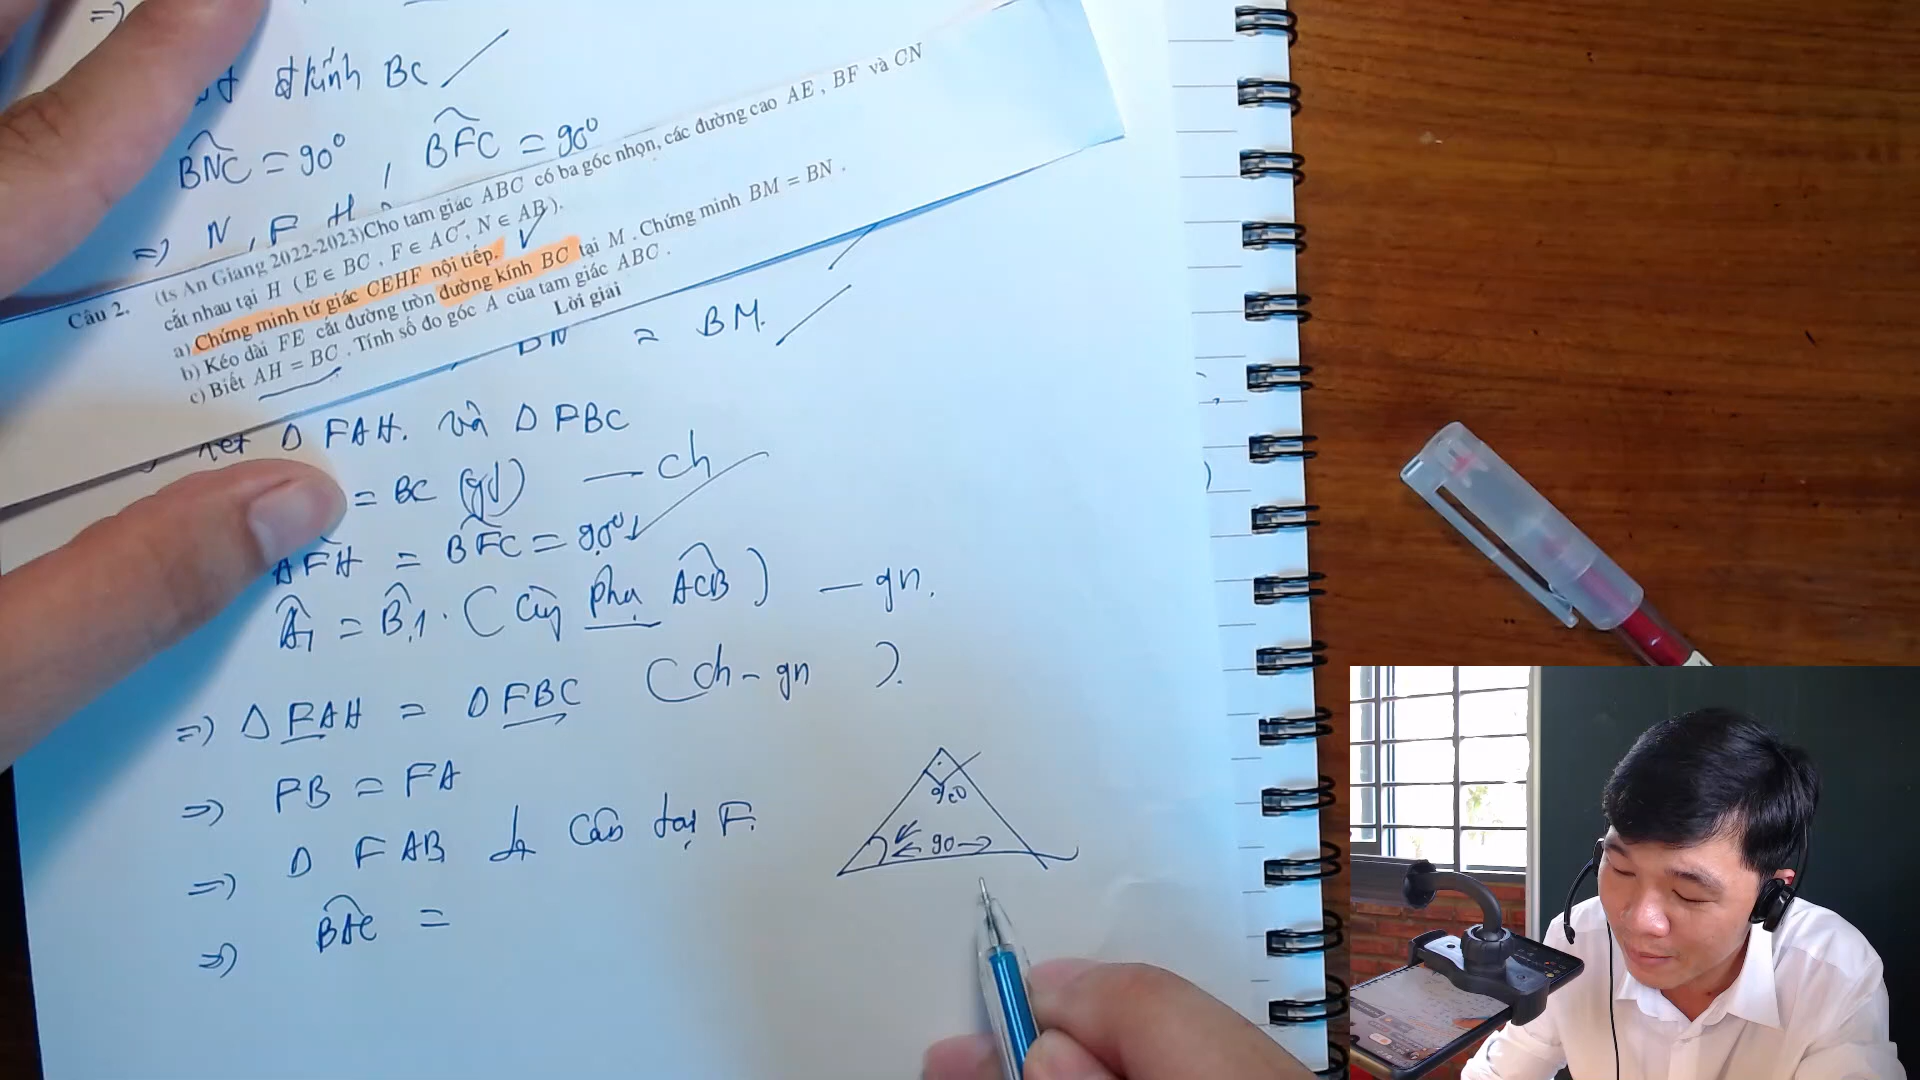 =>)
đkính BC
BNC = 90°, BFC = 90°
=> N, F, H
Câu 2. (ts An Giang 2022-2023)Cho tam giác ABC có ba góc nhọn, các đường cao AE, BF và CN
cắt nhau tại H (E ∈ BC, F ∈ AC, N ∈ AB).
a) Chứng minh tứ giác CEHF nội tiếp.
b) Kéo dài FE cắt đường tròn đường kính BC tại M. Chứng minh BM = BN.
c) Biết AH = BC. Tính số đo góc A của tam giác ABC.
Lời giải
BN = BM.
Xét Δ FAH. và Δ FBC
= BC (gt) — ch
AFH = BFC = 90°
A1 = B1. (Cùng phụ ACB) — gn.
=> Δ FAH = Δ FBC (ch - gn).
=> FB = FA
=> Δ FAB cân tại F.
=> BAC =
90
← 90 →